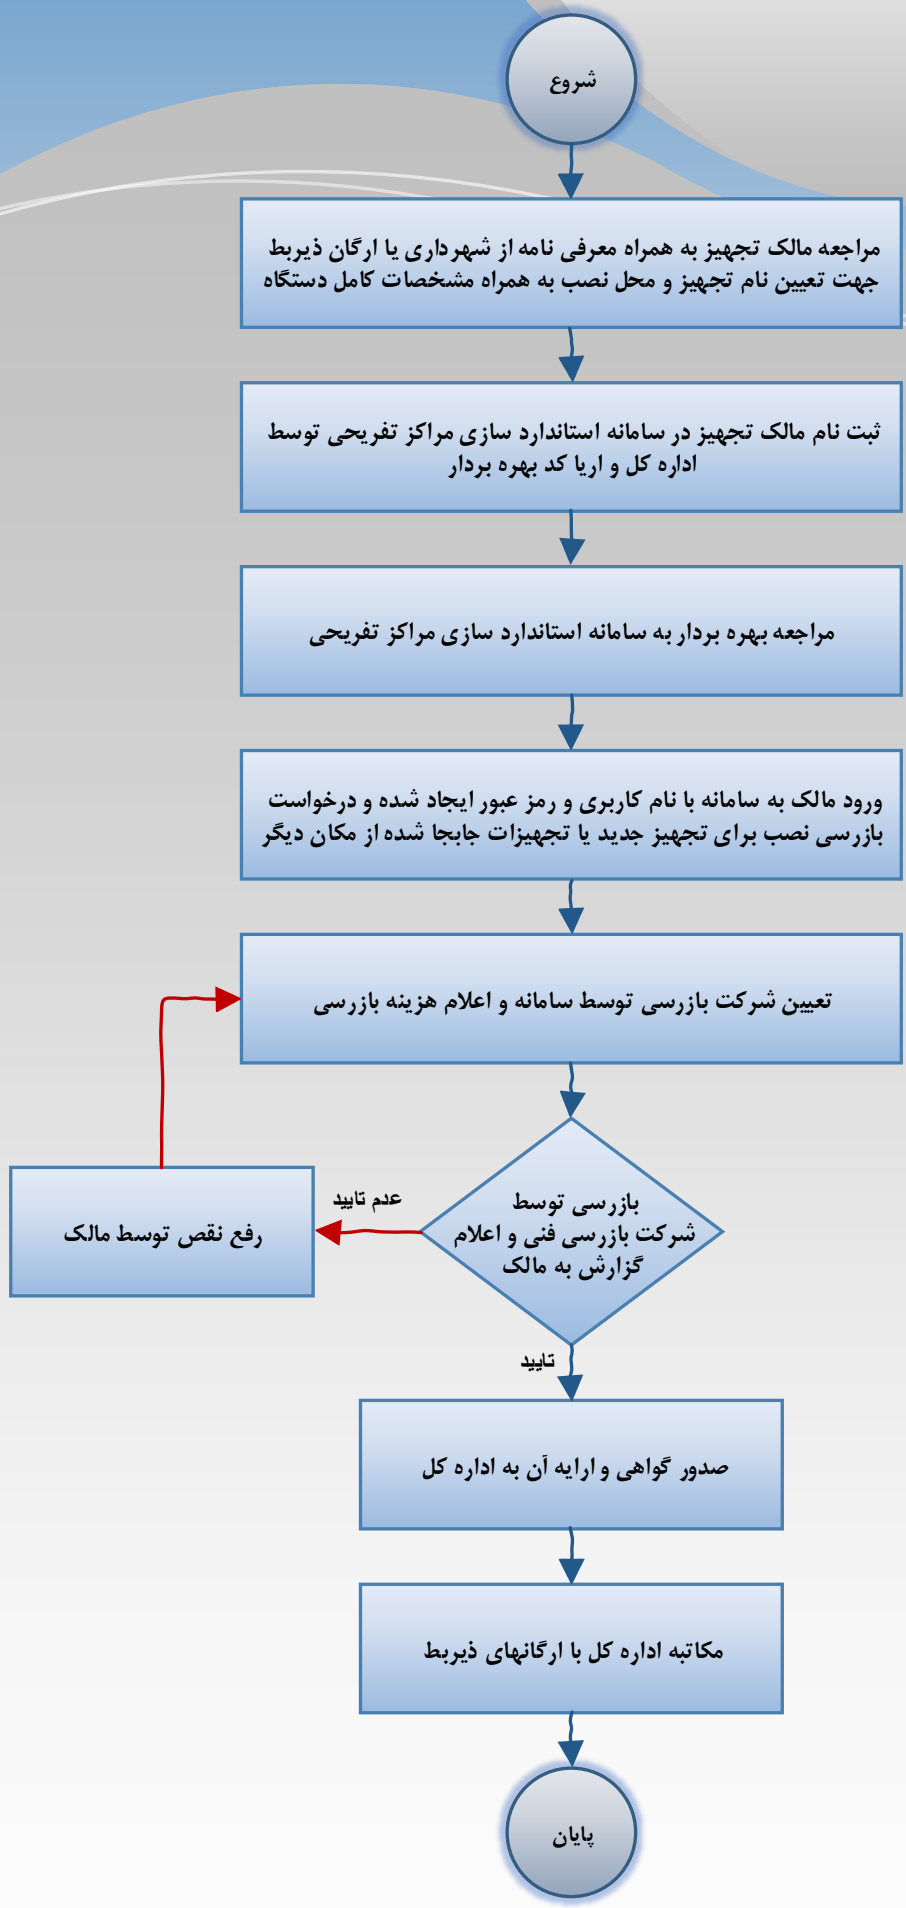 شروع
مراجعه مالک تجهیز به همراه معرفی نامه از شهرداری یا ارگان ذیربط
جهت تعیین نام تجهیز و محل نصب به همراه مشخصات کامل دستگاه
ثبت نام مالک تجهیز در سامانه استاندارد سازی مراکز تفریحی توسط
اداره کل و اریا کد بهره بردار
مراجعه بهره بردار به سامانه استاندارد سازی مراکز تفریحی
ورود مالک به سامانه با نام کاربری و رمز عبور ایجاد شده و درخواست
بازرسی نصب برای تجهیز جدید یا تجهیزات جابجا شده از مکان دیگر
تعیین شرکت بازرسی توسط سامانه و اعلام هزینه بازرسی
بازرسی توسط
شرکت بازرسی فنی و اعلام
گزارش به مالک
عدم تایید
رفع نقص توسط مالک
تایید
صدور گواهی و ارایه آن به اداره کل
مکاتبه اداره کل با ارگانهای ذیربط
پایان